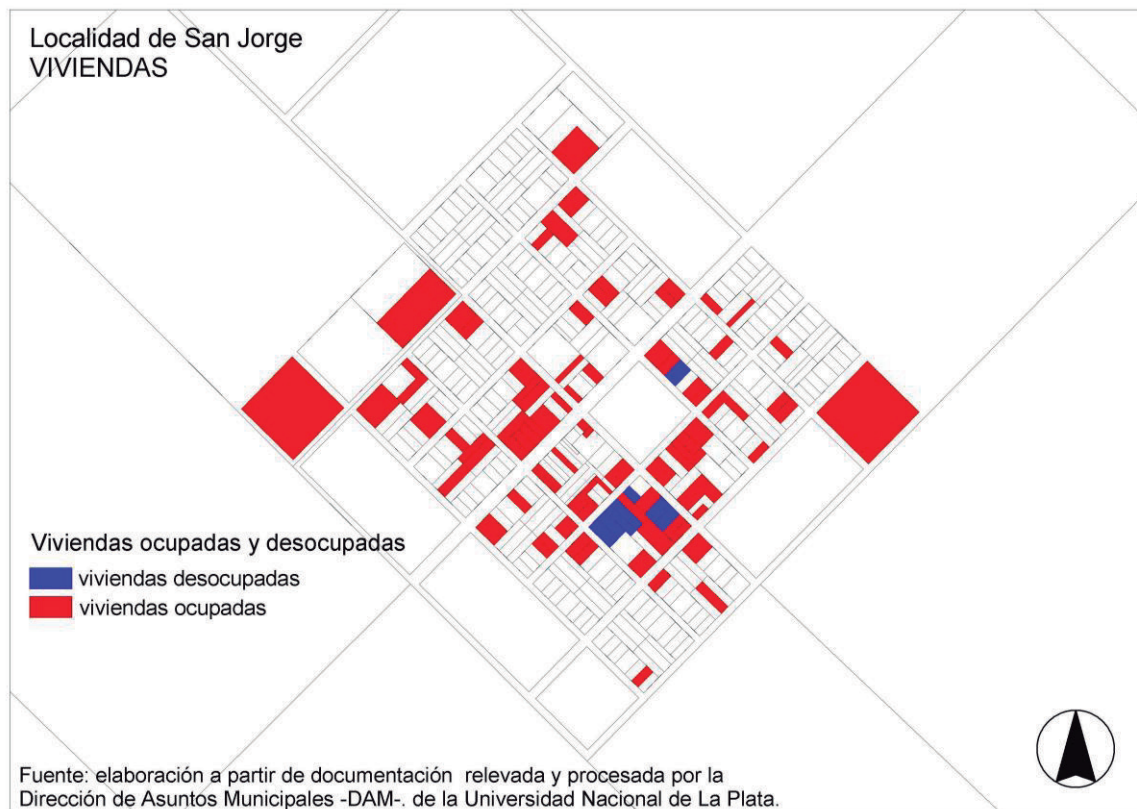 Localidad de San Jorge
VIVIENDAS
Viviendas ocupadas y desocupadas
viviendas desocupadas
viviendas ocupadas
Fuente: elaboración a partir de documentación relevada y procesada por la
Dirección de Asuntos Municipales -DAM-. de la Universidad Nacional de La Plata.